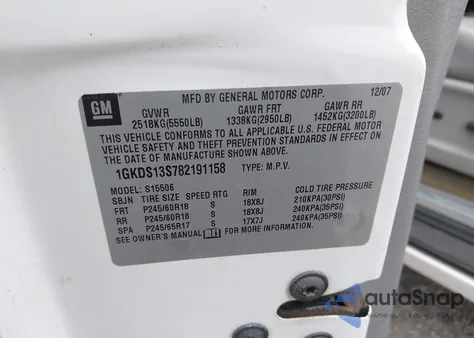 MFD BY GENERAL MOTORS CORP. 12/07
GM
GVWR GAWR FRT GAWR RR
2518KG(5550LB) 1338KG(2950LB) 1452KG(3200LB)
THIS VEHICLE CONFORMS TO ALL APPLICABLE U.S. FEDERAL MOTOR
VEHICLE SAFETY AND THEFT PREVENTION STANDARDS IN EFFECT
ON THE DATE OF MANUFACTURE SHOWN ABOVE.
1GKDS13S782191158 TYPE: M.P.V.
MODEL: S15506
SBJN TIRE SIZE SPEED RTG RIM COLD TIRE PRESSURE
FRT P245/60R18 S 18X8J 210KPA(30PSI)
RR P245/60R18 S 18X8J 240KPA(35PSI)
SPA P245/65R17 S 17X7J 240KPA(35PSI)
SEE OWNER'S MANUAL FOR ADDITIONAL INFORMATION.
autoSnap
www.autosnap.